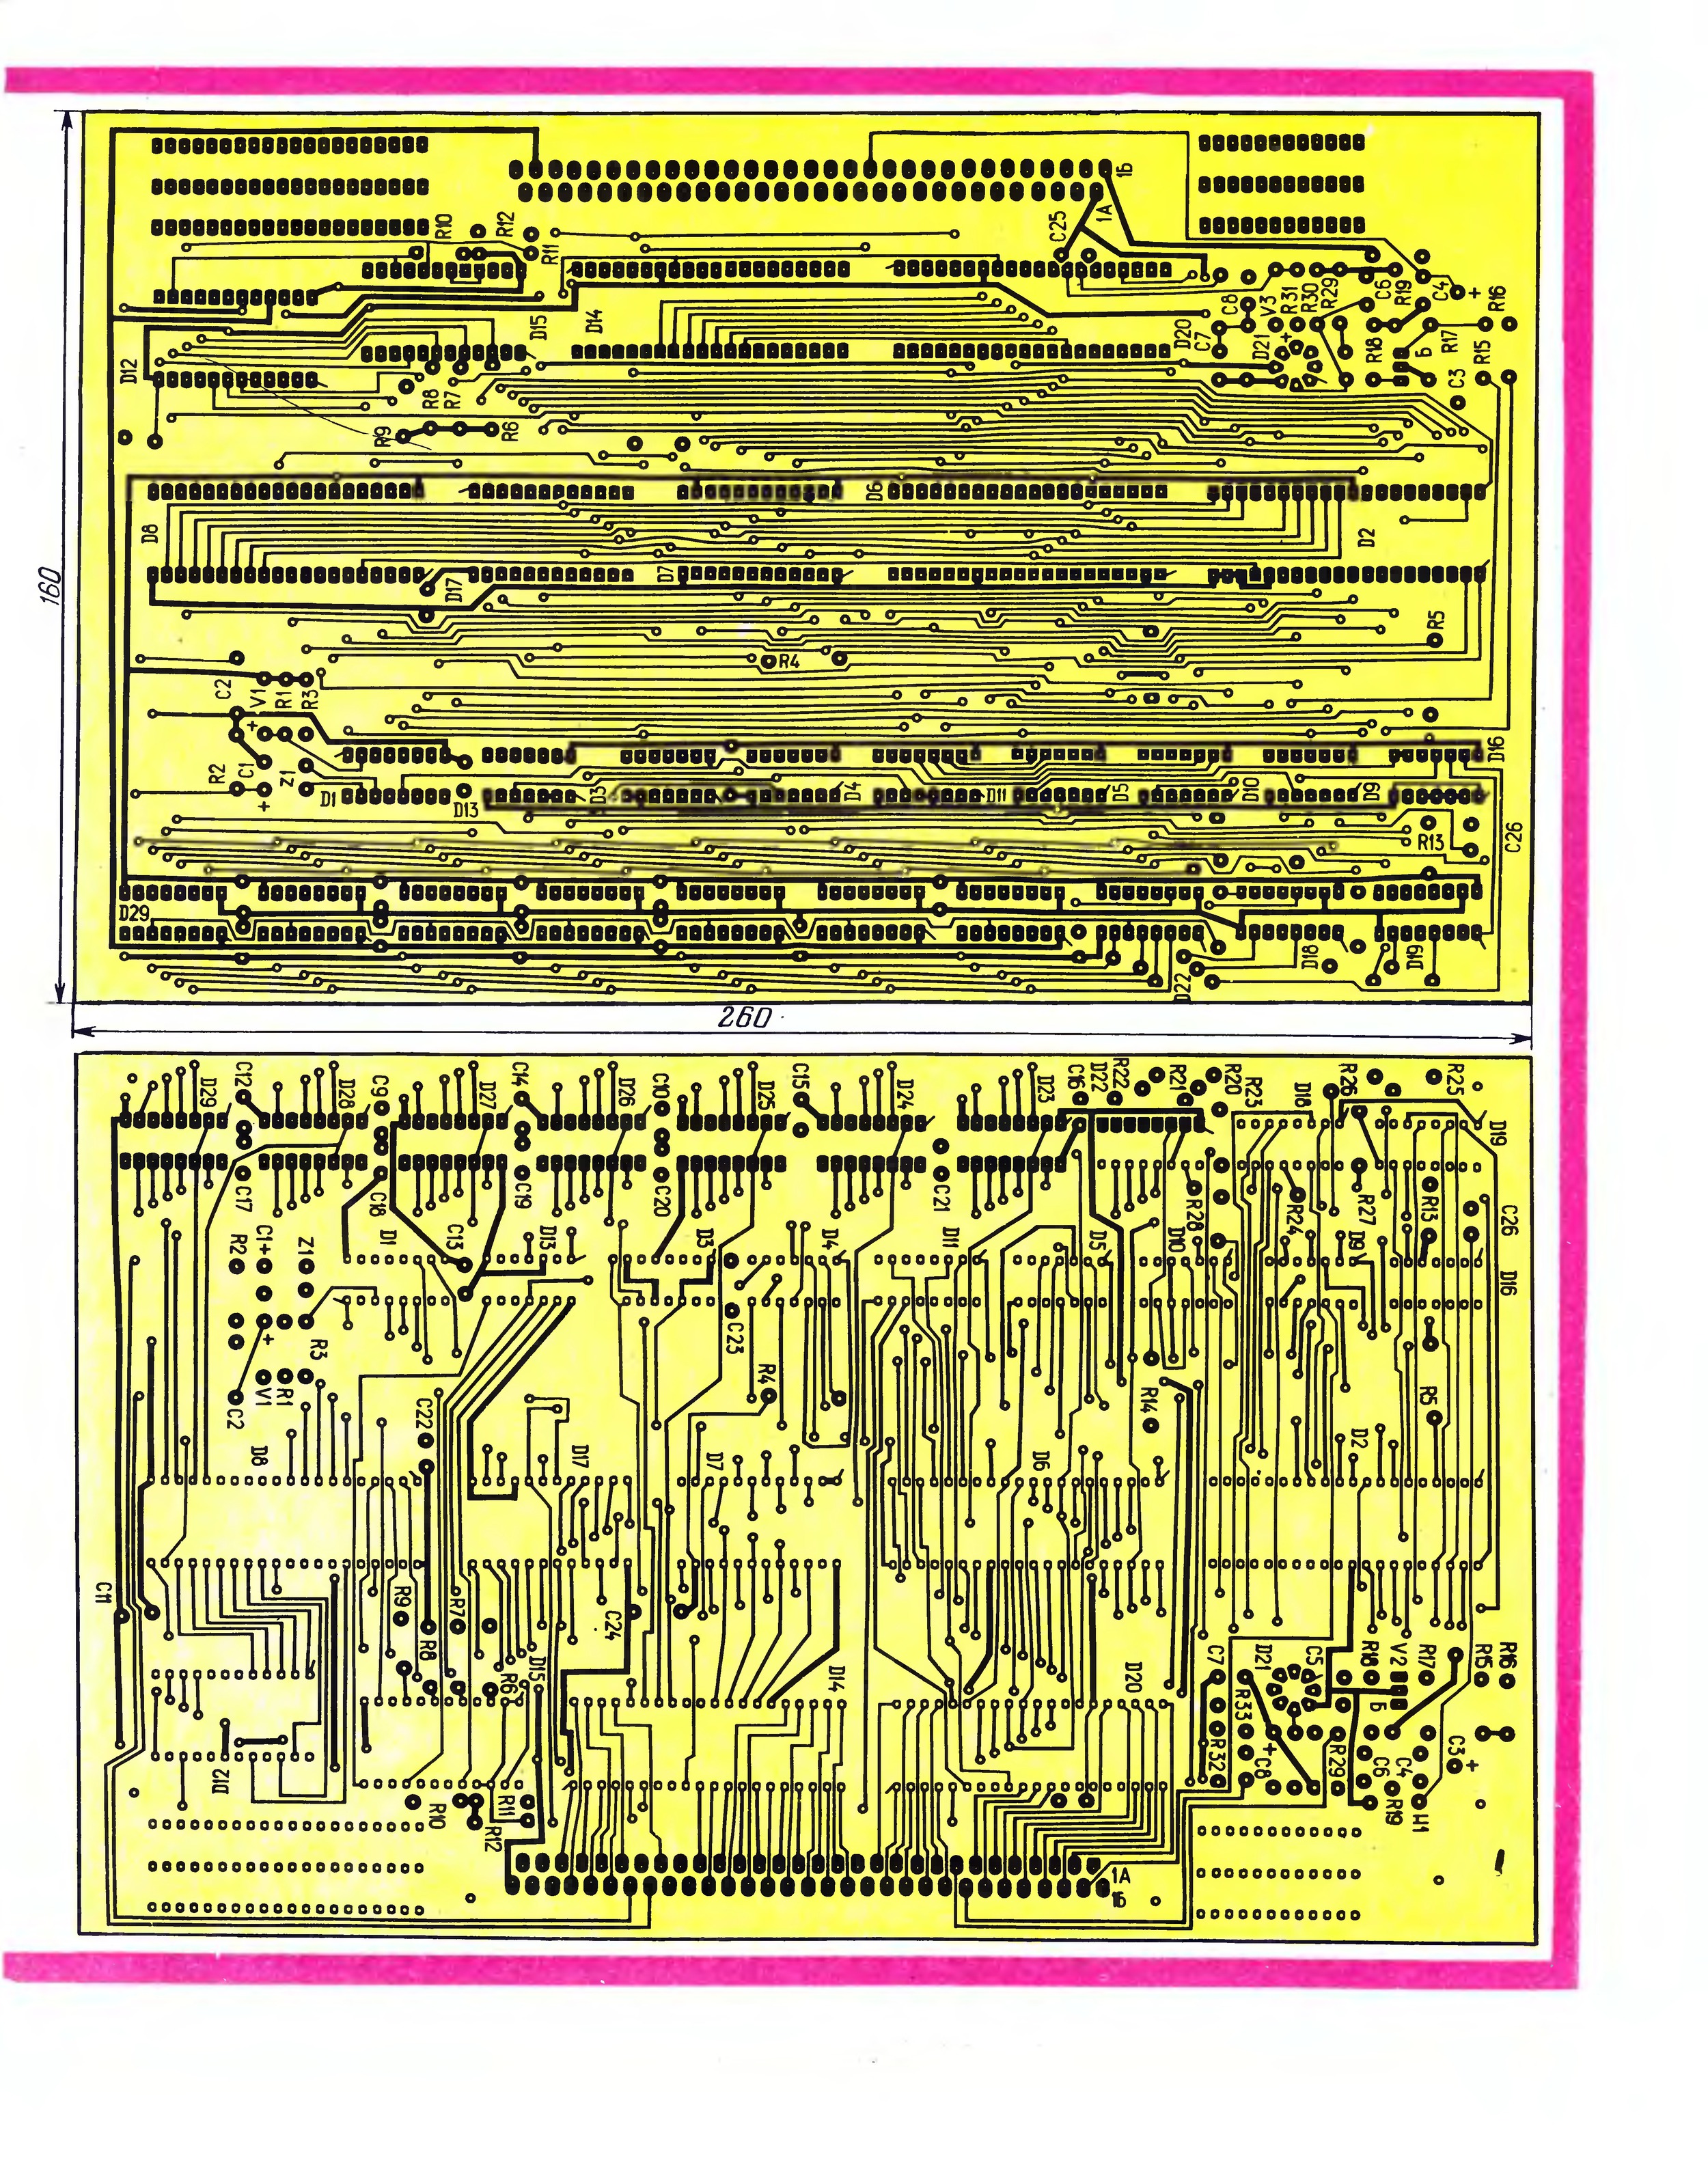 160
1Б
1А
R10
R12
R11
C25
D12
D15
D14
D20
C7
C8
V3
R31
R30
R29
C6
R19
C4
+
R16
D21
+
R18
Б
R17
R15
C3
R8
R7
R9
R6
D8
D6
D2
D17
D7
R5
R4
C2
V1
R1
R3
+
R2
C1
Z1
+
D1
D13
D3
D4
D11
D5
D10
D9
D16
R13
C26
D29
D22
D18
D19
260
D29
C12
D28
C9
D27
C14
D26
C10
D25
C15
D24
D23
C16
D22
R22
R21
R20
R23
D18
R26
R25
D19
C17
C18
C19
C20
C21
R28
R24
R27
R13
C26
R2
C1+
Z1
D1
C13
D13
D3
D4
D11
D5
D10
D9
D16
+
R3
C23
V1
R1
C2
C22
R4
R14
R5
D8
D17
D7
D6
D2
C11
R9
R7
R8
C24
R6
D15
D14
D20
C7
D21
C5
R18
V2
R17
R15
R16
R33
Б
R32
+
C8
R29
C6
C4
C3
+
D12
R10
R11
R12
R19
И1
1А
1Б